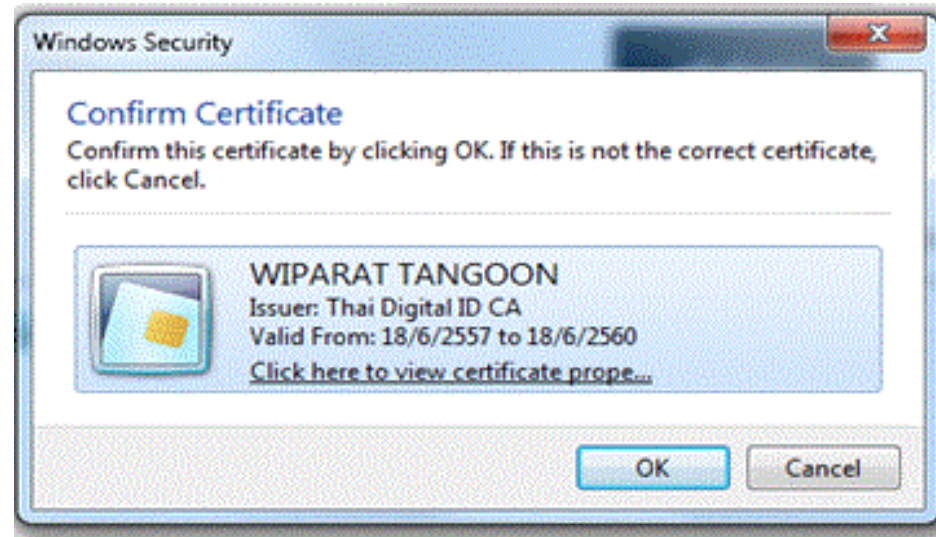 Windows Security
Confirm Certificate
Confirm this certificate by clicking OK. If this is not the correct certificate,
click Cancel.
WIPARAT TANGOON
Issuer: Thai Digital ID CA
Valid From: 18/6/2557 to 18/6/2560
Click here to view certificate prope...
OK
Cancel